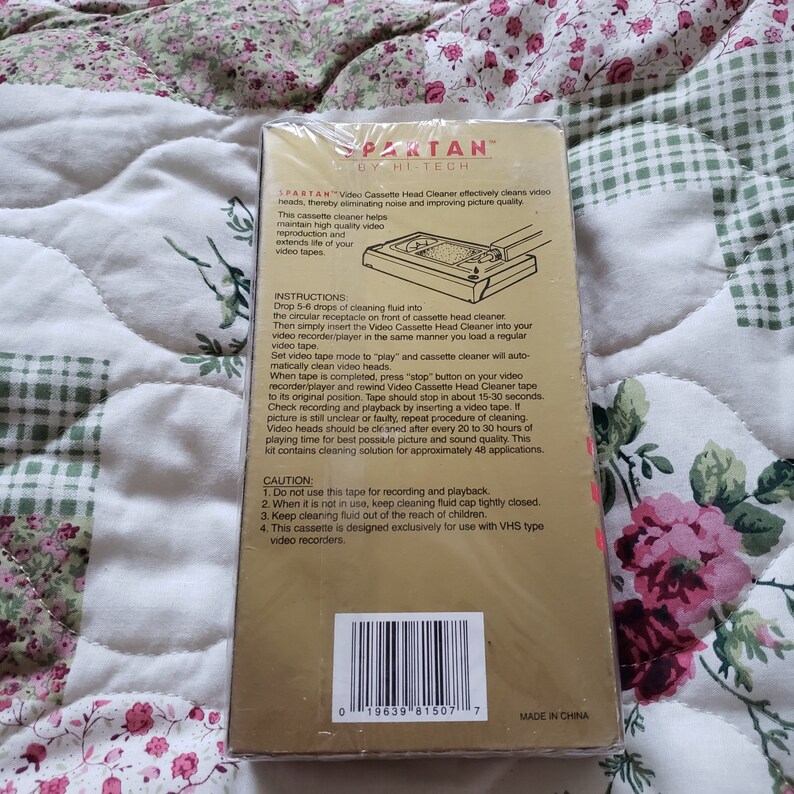 SPARTAN™
BY HI-TECH
SPARTAN™ Video Cassette Head Cleaner effectively cleans video
heads, thereby eliminating noise and improving picture quality.
This cassette cleaner helps
maintain high quality video
reproduction and
extends life of your
video tapes.
INSTRUCTIONS:
Drop 5-6 drops of cleaning fluid into
the circular receptacle on front of cassette head cleaner.
Then simply insert the Video Cassette Head Cleaner into your
video recorder/player in the same manner you load a regular
video tape.
Set video tape mode to "play" and cassette cleaner will auto-
matically clean video heads.
When tape is completed, press "stop" button on your video
recorder/player and rewind Video Cassette Head Cleaner tape
to its original position. Tape should stop in about 15-30 seconds.
Check recording and playback by inserting a video tape. If
picture is still unclear or faulty, repeat procedure of cleaning.
Video heads should be cleaned after every 20 to 30 hours of
playing time for best possible picture and sound quality. This
kit contains cleaning solution for approximately 48 applications.
CAUTION:
1. Do not use this tape for recording and playback.
2. When it is not in use, keep cleaning fluid cap tightly closed.
3. Keep cleaning fluid out of the reach of children.
4. This cassette is designed exclusively for use with VHS type
video recorders.
0 19639 81507 7
MADE IN CHINA